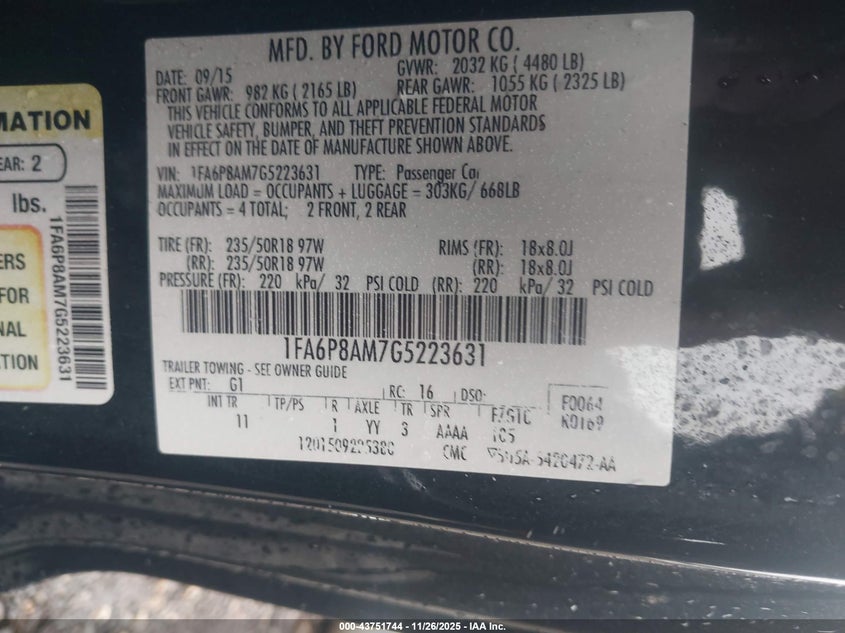 MATION
EAR: 2
lbs.
ERS
FOR
NAL
TATION
1FA6P8AM7G5223631
MFD. BY FORD MOTOR CO.
DATE: 09/15
GVWR: 2032 KG ( 4480 LB)
FRONT GAWR: 982 KG ( 2165 LB)
REAR GAWR: 1055 KG ( 2325 LB)
THIS VEHICLE CONFORMS TO ALL APPLICABLE FEDERAL MOTOR
VEHICLE SAFETY, BUMPER, AND THEFT PREVENTION STANDARDS
IN EFFECT ON THE DATE OF MANUFACTURE SHOWN ABOVE.
VIN: 1FA6P8AM7G5223631 TYPE: Passenger Car
MAXIMUM LOAD = OCCUPANTS + LUGGAGE = 303KG/ 668LB
OCCUPANTS = 4 TOTAL; 2 FRONT, 2 REAR
TIRE (FR): 235/50R18 97W RIMS (FR): 18x8.0J
(RR): 235/50R18 97W (RR): 18x8.0J
PRESSURE (FR): 220 kPa/ 32 PSI COLD (RR): 220 kPa/ 32 PSI COLD
1FA6P8AM7G5223631
TRAILER TOWING - SEE OWNER GUIDE
EXT PNT: G1 RC: 16 DSO:
INT TR TP/PS R AXLE TR SPR
11 1 YY 3 AAAA
F0064
K0169
CMC
000-43751744 - 11/26/2025 - IAA Inc.